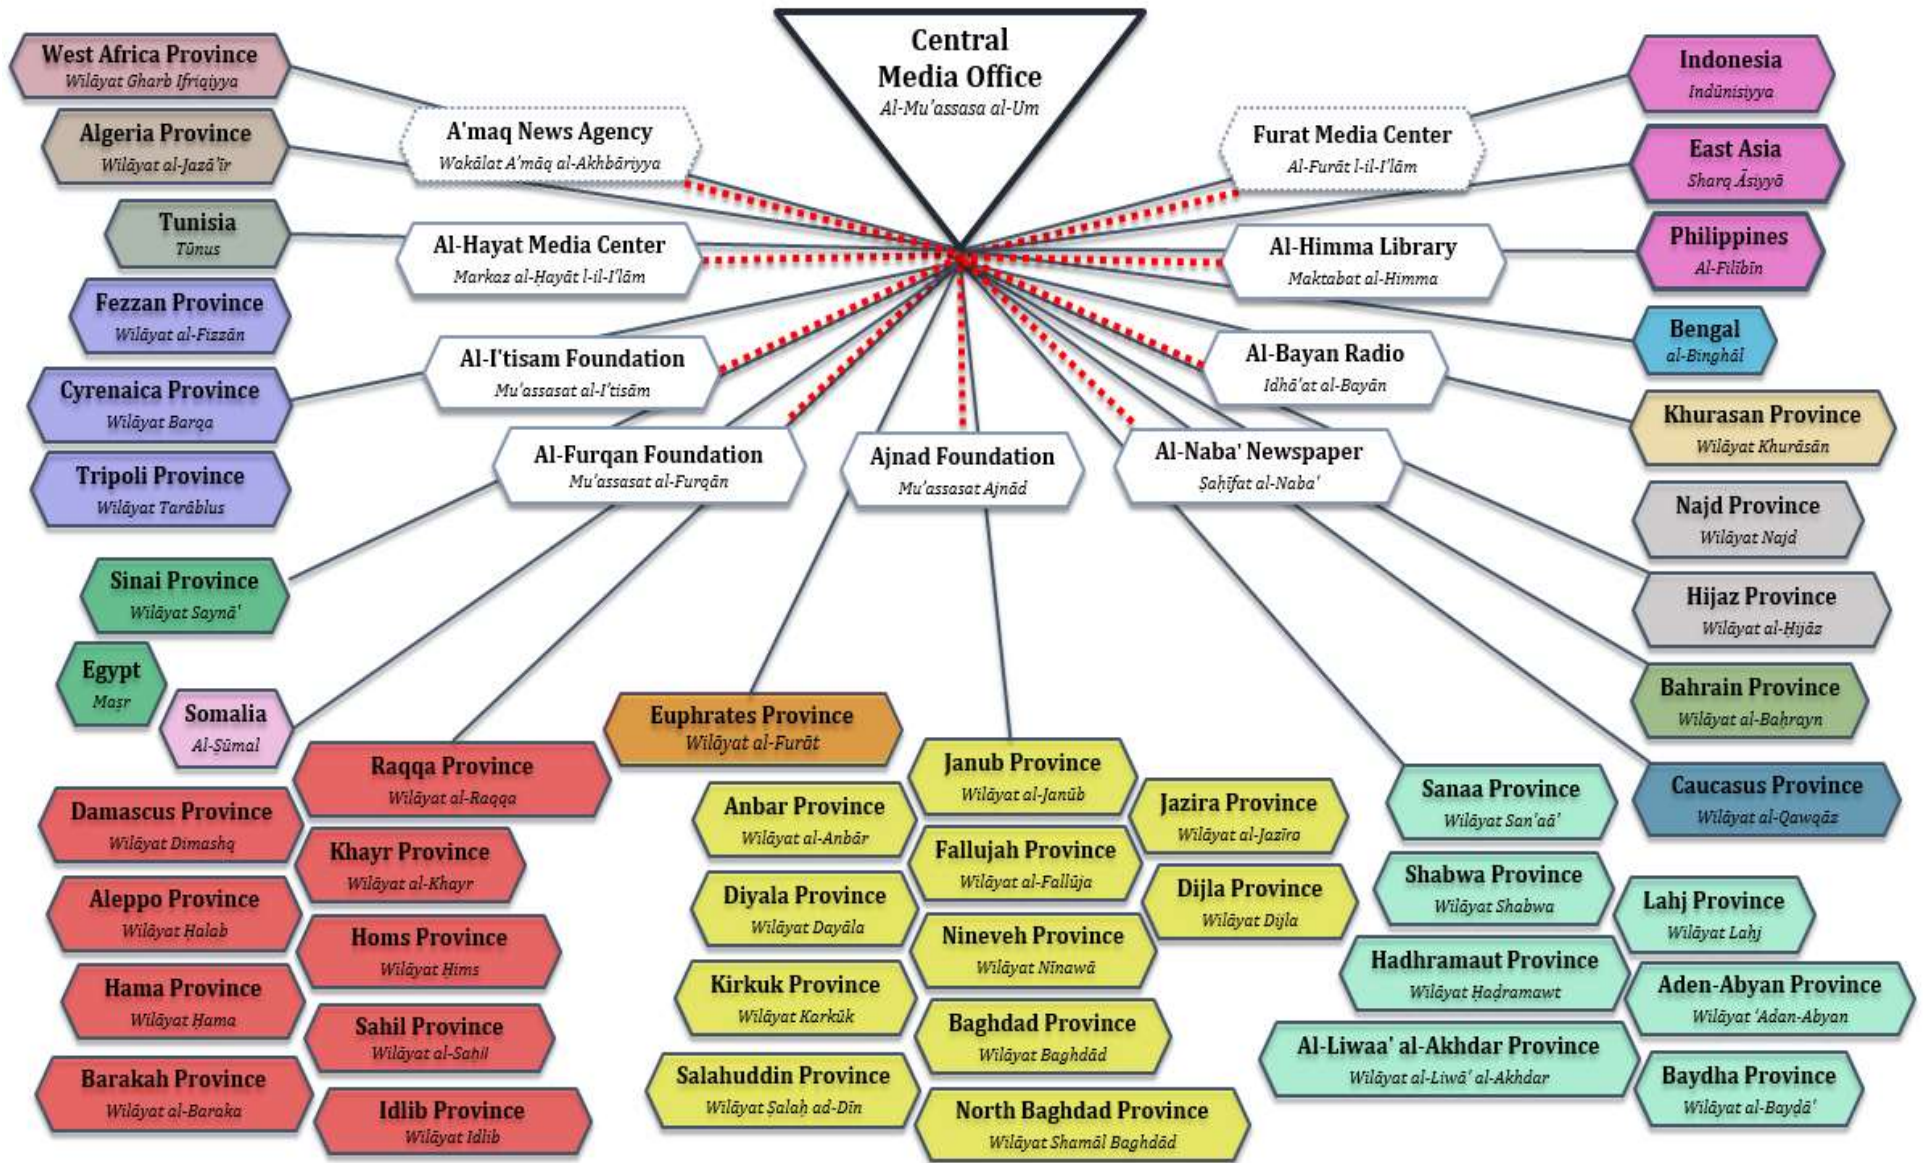 Central
Media Office
Al-Mu'assasa al-Um
West Africa Province
Wilāyat Gharb Ifriqiyya
Algeria Province
Wilāyat al-Jazā'ir
Tunisia
Tūnus
Fezzan Province
Wilāyat al-Fizzān
Cyrenaica Province
Wilāyat Barqa
Tripoli Province
Wilāyat Tarāblus
Sinai Province
Wilāyat Saynā'
Egypt
Maṣr
Somalia
Al-Ṣūmal
A'maq News Agency
Wakālat A'māq al-Akhbāriyya
Al-Hayat Media Center
Markaz al-Ḥayāt l-il-I'lām
Al-I'tisam Foundation
Mu'assasat al-I'tisām
Al-Furqan Foundation
Mu'assasat al-Furqān
Ajnad Foundation
Mu'assasat Ajnād
Al-Naba' Newspaper
Ṣaḥīfat al-Naba'
Al-Bayan Radio
Idhā'at al-Bayān
Al-Himma Library
Maktabat al-Himma
Furat Media Center
Al-Furāt l-il-I'lām
Indonesia
Indūnisiyya
East Asia
Sharq Āsiyyā
Philippines
Al-Filībīn
Bengal
al-Binghāl
Khurasan Province
Wilāyat Khurāsān
Najd Province
Wilāyat Najd
Hijaz Province
Wilāyat al-Ḥijāz
Bahrain Province
Wilāyat al-Baḥrayn
Caucasus Province
Wilāyat al-Qawqāz
Raqqa Province
Wilāyat al-Raqqa
Damascus Province
Wilāyat Dimashq
Khayr Province
Wilāyat al-Khayr
Aleppo Province
Wilāyat Ḥalab
Homs Province
Wilāyat Ḥims
Hama Province
Wilāyat Ḥama
Sahil Province
Wilāyat al-Saḥil
Barakah Province
Wilāyat al-Baraka
Idlib Province
Wilāyat Idlib
Euphrates Province
Wilāyat al-Furāt
Janub Province
Wilāyat al-Janūb
Anbar Province
Wilāyat al-Anbār
Jazira Province
Wilāyat al-Jazīra
Fallujah Province
Wilāyat al-Fallūja
Diyala Province
Wilāyat Dayāla
Dijla Province
Wilāyat Dijla
Nineveh Province
Wilāyat Nīnawā
Kirkuk Province
Wilāyat Karkūk
Baghdad Province
Wilāyat Baghdād
Salahuddin Province
Wilāyat Ṣalaḥ ad-Dīn
North Baghdad Province
Wilāyat Shamāl Baghdād
Sanaa Province
Wilāyat San'aā'
Shabwa Province
Wilāyat Shabwa
Lahj Province
Wilāyat Lahj
Hadhramaut Province
Wilāyat Ḥaḍramawt
Aden-Abyan Province
Wilāyat 'Adan-Abyan
Al-Liwaa' al-Akhdar Province
Wilāyat al-Liwā' al-Akhdar
Baydha Province
Wilāyat al-Bayḍā'